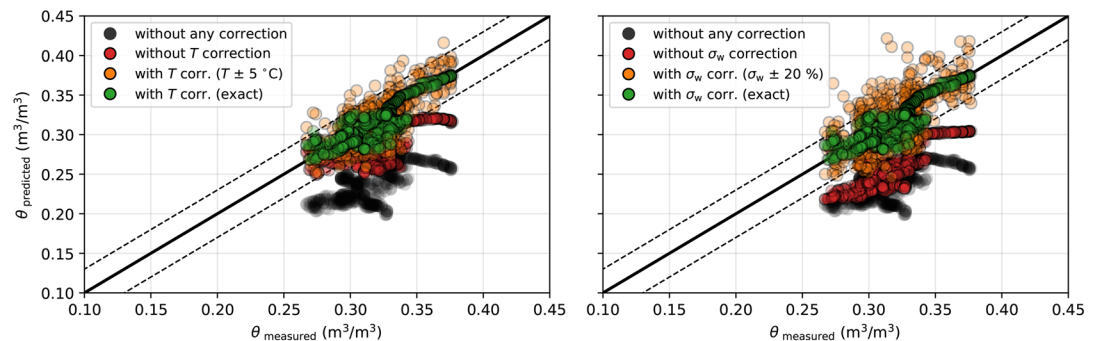 0.45
0.40
0.35
0.30
0.25
0.20
0.15
0.10
θ predicted (m³/m³)
without any correction
without T correction
with T corr. (T ± 5 °C)
with T corr. (exact)
0.10 0.15 0.20 0.25 0.30 0.35 0.40 0.45
θ measured (m³/m³)
without any correction
without σw correction
with σw corr. (σw ± 20 %)
with σw corr. (exact)
0.10 0.15 0.20 0.25 0.30 0.35 0.40 0.45
θ measured (m³/m³)